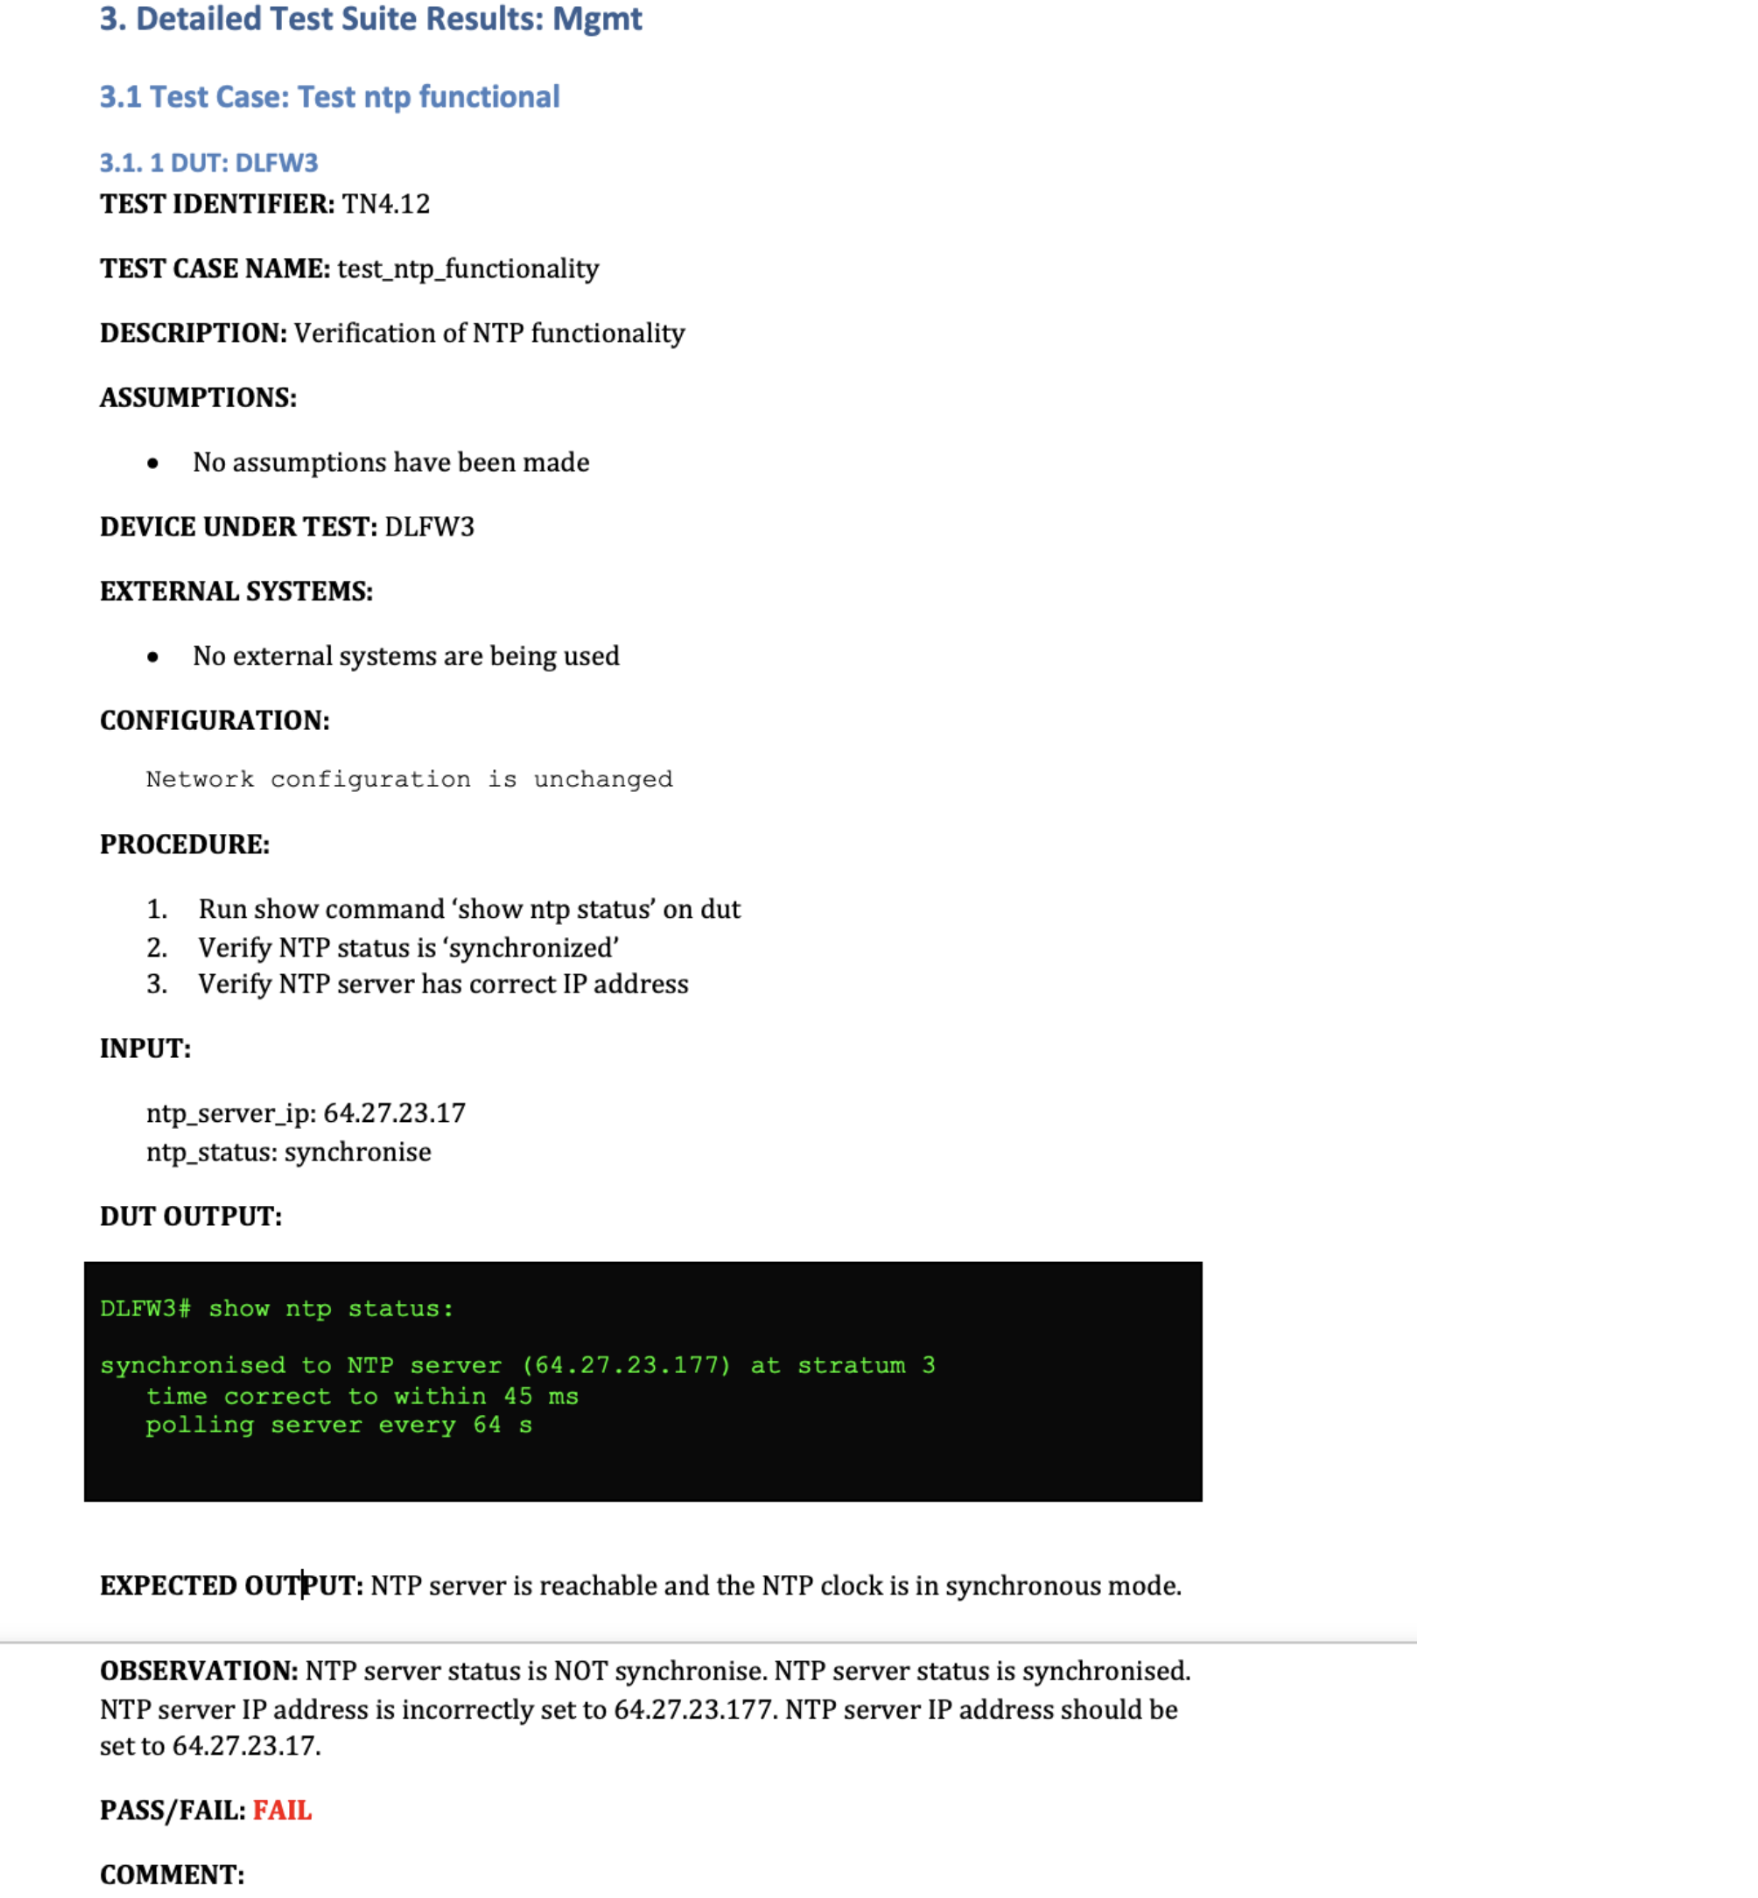 3. Detailed Test Suite Results: Mgmt
3.1 Test Case: Test ntp functional
3.1. 1 DUT: DLFW3
TEST IDENTIFIER: TN4.12
TEST CASE NAME: test_ntp_functionality
DESCRIPTION: Verification of NTP functionality
ASSUMPTIONS:
• No assumptions have been made
DEVICE UNDER TEST: DLFW3
EXTERNAL SYSTEMS:
• No external systems are being used
CONFIGURATION:
Network configuration is unchanged
PROCEDURE:
1. Run show command ‘show ntp status’ on dut
2. Verify NTP status is ‘synchronized’
3. Verify NTP server has correct IP address
INPUT:
ntp_server_ip: 64.27.23.17
ntp_status: synchronise
DUT OUTPUT:
DLFW3# show ntp status:
synchronised to NTP server (64.27.23.177) at stratum 3
time correct to within 45 ms
polling server every 64 s
EXPECTED OUTPUT: NTP server is reachable and the NTP clock is in synchronous mode.
OBSERVATION: NTP server status is NOT synchronise. NTP server status is synchronised.
NTP server IP address is incorrectly set to 64.27.23.177. NTP server IP address should be
set to 64.27.23.17.
PASS/FAIL: FAIL
COMMENT: